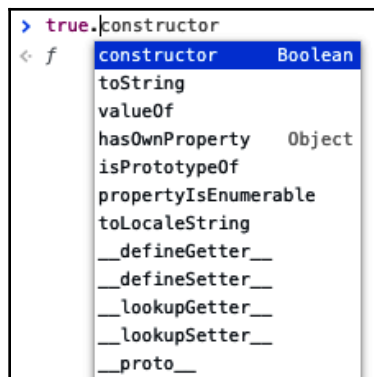 > true.constructor
f constructor Boolean
toString
valueOf
hasOwnProperty Object
isPrototypeOf
propertyIsEnumerable
toLocaleString
__defineGetter__
__defineSetter__
__lookupGetter__
__lookupSetter__
__proto__